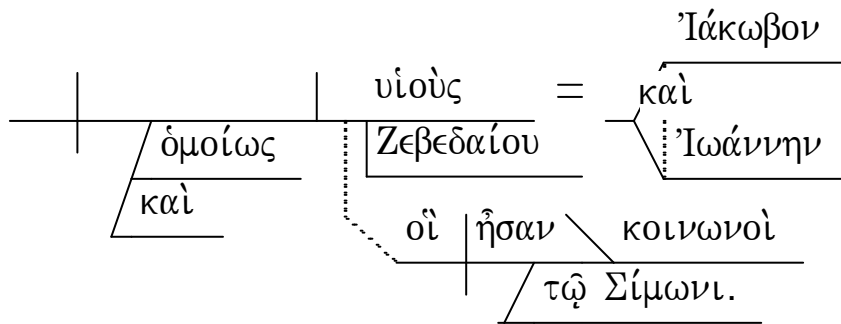 Ἰάκωβον
υἱοὺς = καὶ
ὁμοίως Ζεβεδαίου Ἰωάννην
καὶ
οἳ ἦσαν κοινωνοὶ
τῷ Σίμωνι.